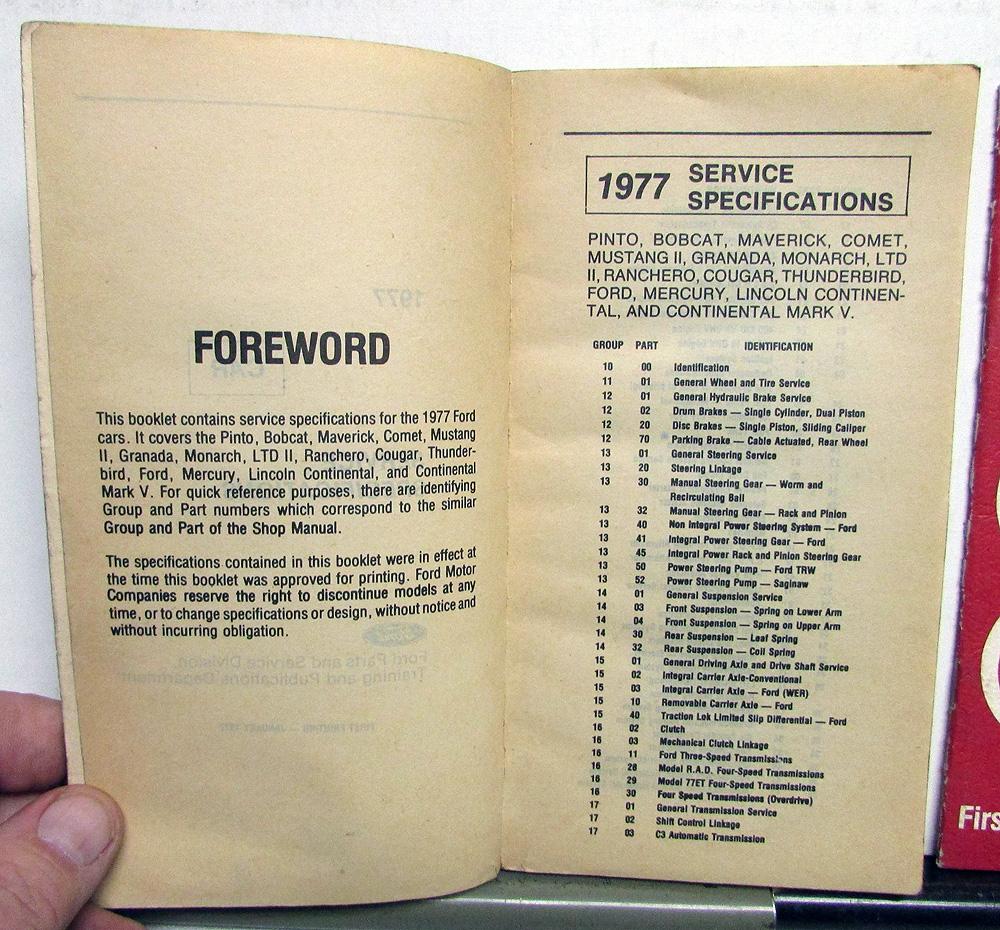 FOREWORD
This booklet contains service specifications for the 1977 Ford
cars. It covers the Pinto, Bobcat, Maverick, Comet, Mustang
II, Granada, Monarch, LTD II, Ranchero, Cougar, Thunder-
bird, Ford, Mercury, Lincoln Continental, and Continental
Mark V. For quick reference purposes, there are identifying
Group and Part numbers which correspond to the similar
Group and Part of the Shop Manual.
The specifications contained in this booklet were in effect at
the time this booklet was approved for printing. Ford Motor
Companies reserve the right to discontinue models at any
time, or to change specifications or design, without notice and
without incurring obligation.
1977 SERVICE
SPECIFICATIONS
PINTO, BOBCAT, MAVERICK, COMET,
MUSTANG II, GRANADA, MONARCH, LTD
II, RANCHERO, COUGAR, THUNDERBIRD,
FORD, MERCURY, LINCOLN CONTINEN-
TAL, AND CONTINENTAL MARK V.
GROUP PART IDENTIFICATION
10 00 Identification
11 01 General Wheel and Tire Service
12 01 General Hydraulic Brake Service
12 02 Drum Brakes — Single Cylinder, Dual Piston
12 20 Disc Brakes — Single Piston, Sliding Caliper
12 70 Parking Brake — Cable Actuated, Rear Wheel
13 01 General Steering Service
13 20 Steering Linkage
13 30 Manual Steering Gear — Worm and
Recirculating Ball
13 32 Manual Steering Gear — Rack and Pinion
13 40 Non Integral Power Steering System — Ford
13 41 Integral Power Steering Gear — Ford
13 45 Integral Power Rack and Pinion Steering Gear
13 50 Power Steering Pump — Ford TRW
13 52 Power Steering Pump — Saginaw
14 01 General Suspension Service
14 03 Front Suspension — Spring on Lower Arm
14 04 Front Suspension — Spring on Upper Arm
14 30 Rear Suspension — Leaf Spring
14 32 Rear Suspension — Coil Spring
15 01 General Driving Axle and Drive Shaft Service
15 02 Integral Carrier Axle-Conventional
15 03 Integral Carrier Axle — Ford (WER)
15 10 Removable Carrier Axle — Ford
15 40 Traction Lok Limited Slip Differential — Ford
16 02 Clutch
16 03 Mechanical Clutch Linkage
16 11 Ford Three-Speed Transmissions
16 28 Model R.A.D. Four-Speed Transmissions
16 29 Model 77ET Four-Speed Transmissions
16 30 Four Speed Transmissions (Overdrive)
17 01 General Transmission Service
17 02 Shift Control Linkage
17 03 C3 Automatic Transmission
Firs